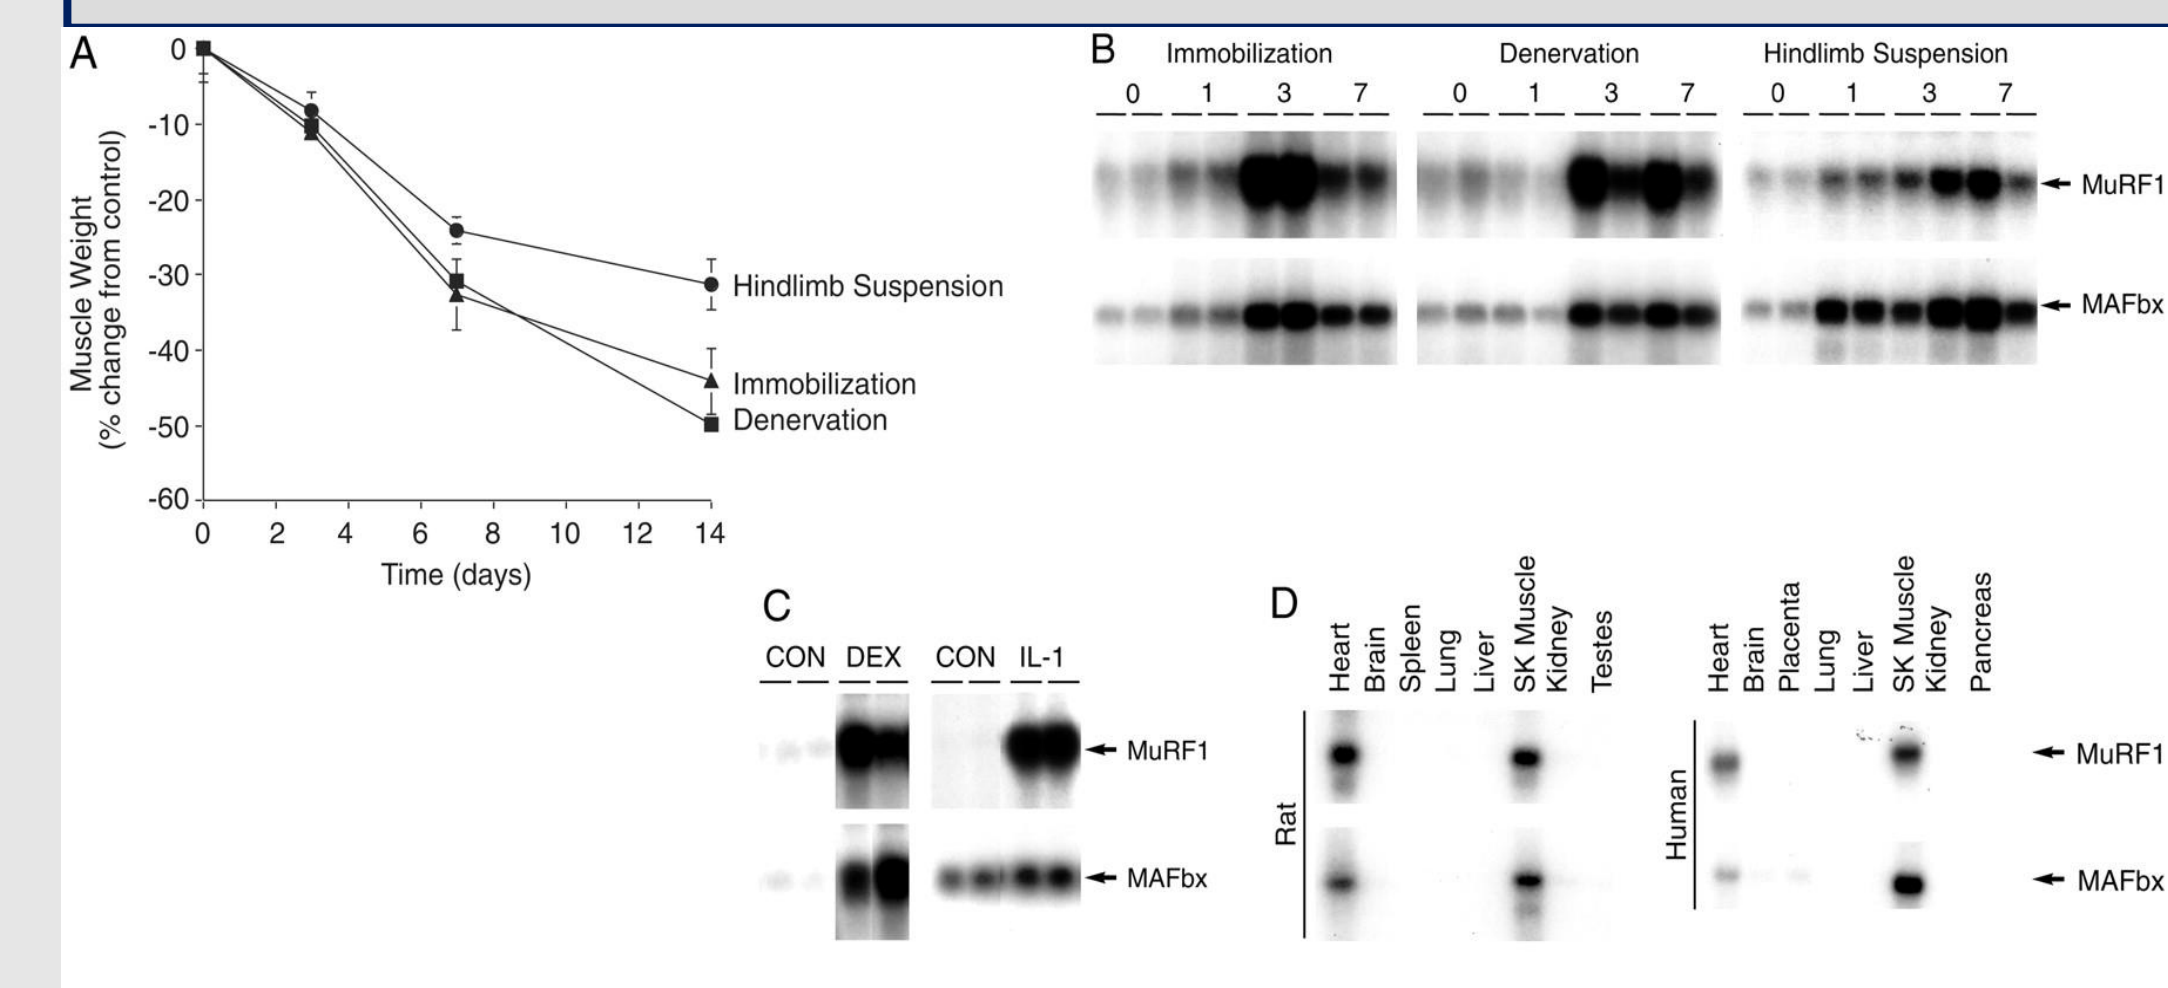 A
0
-10
-20
-30
-40
-50
-60
Muscle Weight
(% change from control)
0 2 4 6 8 10 12 14
Time (days)
Hindlimb Suspension
Immobilization
Denervation
B
Immobilization Denervation Hindlimb Suspension
0 1 3 7 0 1 3 7 0 1 3 7
MuRF1
MAFbx
C
CON DEX CON IL-1
MuRF1
MAFbx
D
Heart
Brain
Spleen
Lung
Liver
SK Muscle
Kidney
Testes
Rat
Heart
Brain
Placenta
Lung
Liver
SK Muscle
Kidney
Pancreas
Human
MuRF1
MAFbx